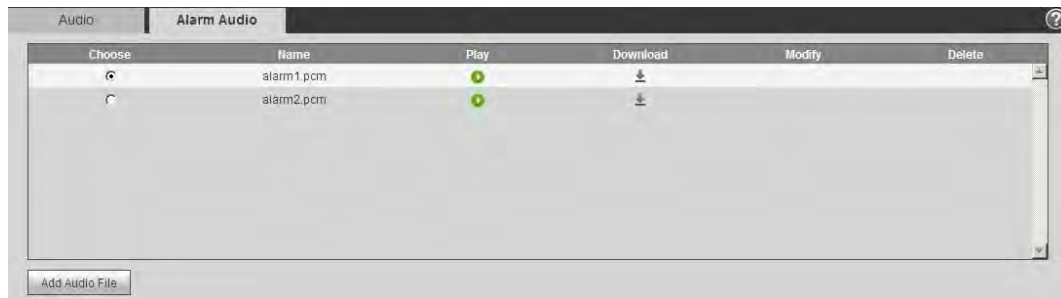 Audio Alarm Audio
Choose Name Play Download Modify Delete
alarm1.pcm
alarm2.pcm
Add Audio File